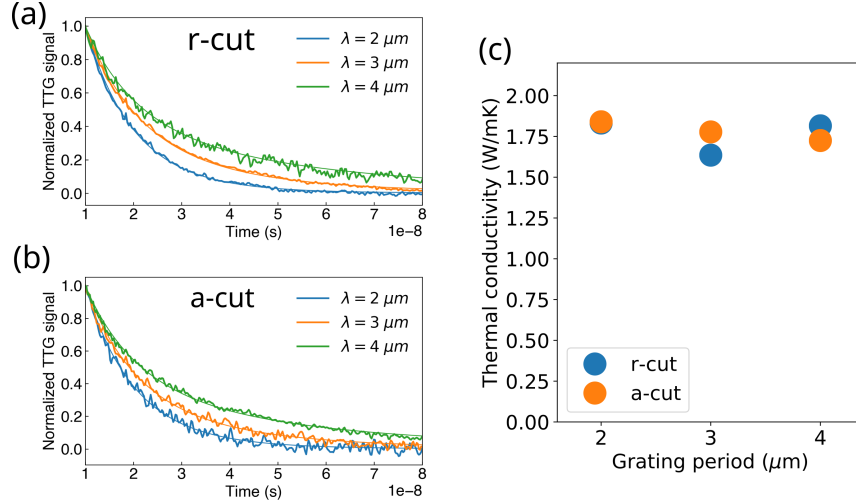 (a)
r-cut
λ = 2 μm
λ = 3 μm
λ = 4 μm
Normalized TTG signal
1.0
0.8
0.6
0.4
0.2
0.0
1 2 3 4 5 6 7 8
Time (s)
1e−8
(b)
a-cut
λ = 2 μm
λ = 3 μm
λ = 4 μm
Normalized TTG signal
1.0
0.8
0.6
0.4
0.2
0.0
1 2 3 4 5 6 7 8
Time (s)
1e−8
(c)
Thermal conductivity (W/mK)
2.00
1.75
1.50
1.25
1.00
0.75
0.50
0.25
0.00
r-cut
a-cut
2 3 4
Grating period (μm)